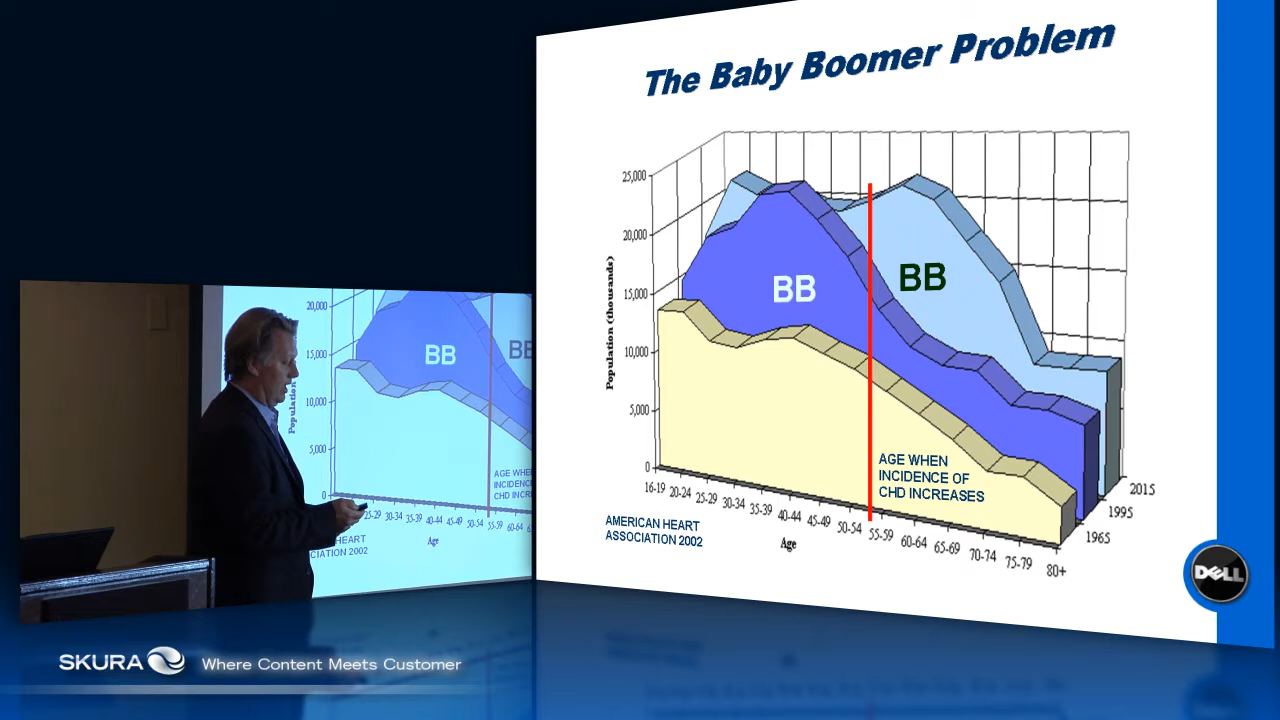 The Baby Boomer Problem
25,000
20,000
15,000
10,000
5,000
0
Population (thousands)
BB
BB
AGE WHEN
INCIDENCE OF
CHD INCREASES
16-19 20-24 25-29 30-34 35-39 40-44 45-49 50-54 55-59 60-64 65-69 70-74 75-79 80+
Age
1965
1995
2015
AMERICAN HEART
ASSOCIATION 2002
DELL
20,000
15,000
10,000
5,000
0
Population
BB
BB
AGE WHE
INCIDENC
CHD INCR
25-29 30-34 35-39 40-44 45-49 50-54 55-59 60-6
Age
HEART
CIATION 2002
SKURA Where Content Meets Customer